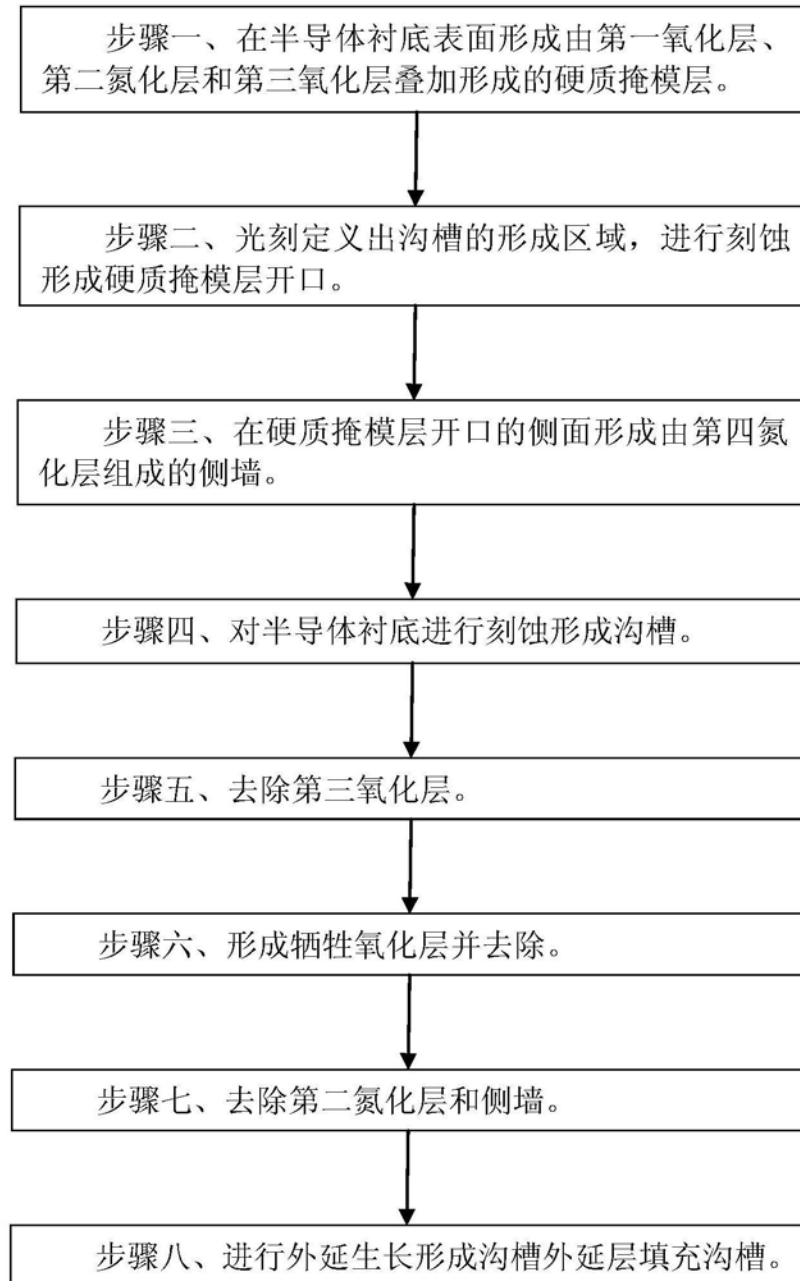 步骤一、在半导体衬底表面形成由第一氧化层、
第二氮化层和第三氧化层叠加形成的硬质掩模层。
步骤二、光刻定义出沟槽的形成区域，进行刻蚀
形成硬质掩模层开口。
步骤三、在硬质掩模层开口的侧面形成由第四氮
化层组成的侧墙。
步骤四、对半导体衬底进行刻蚀形成沟槽。
步骤五、去除第三氧化层。
步骤六、形成牺牲氧化层并去除。
步骤七、去除第二氮化层和侧墙。
步骤八、进行外延生长形成沟槽外延层填充沟槽。